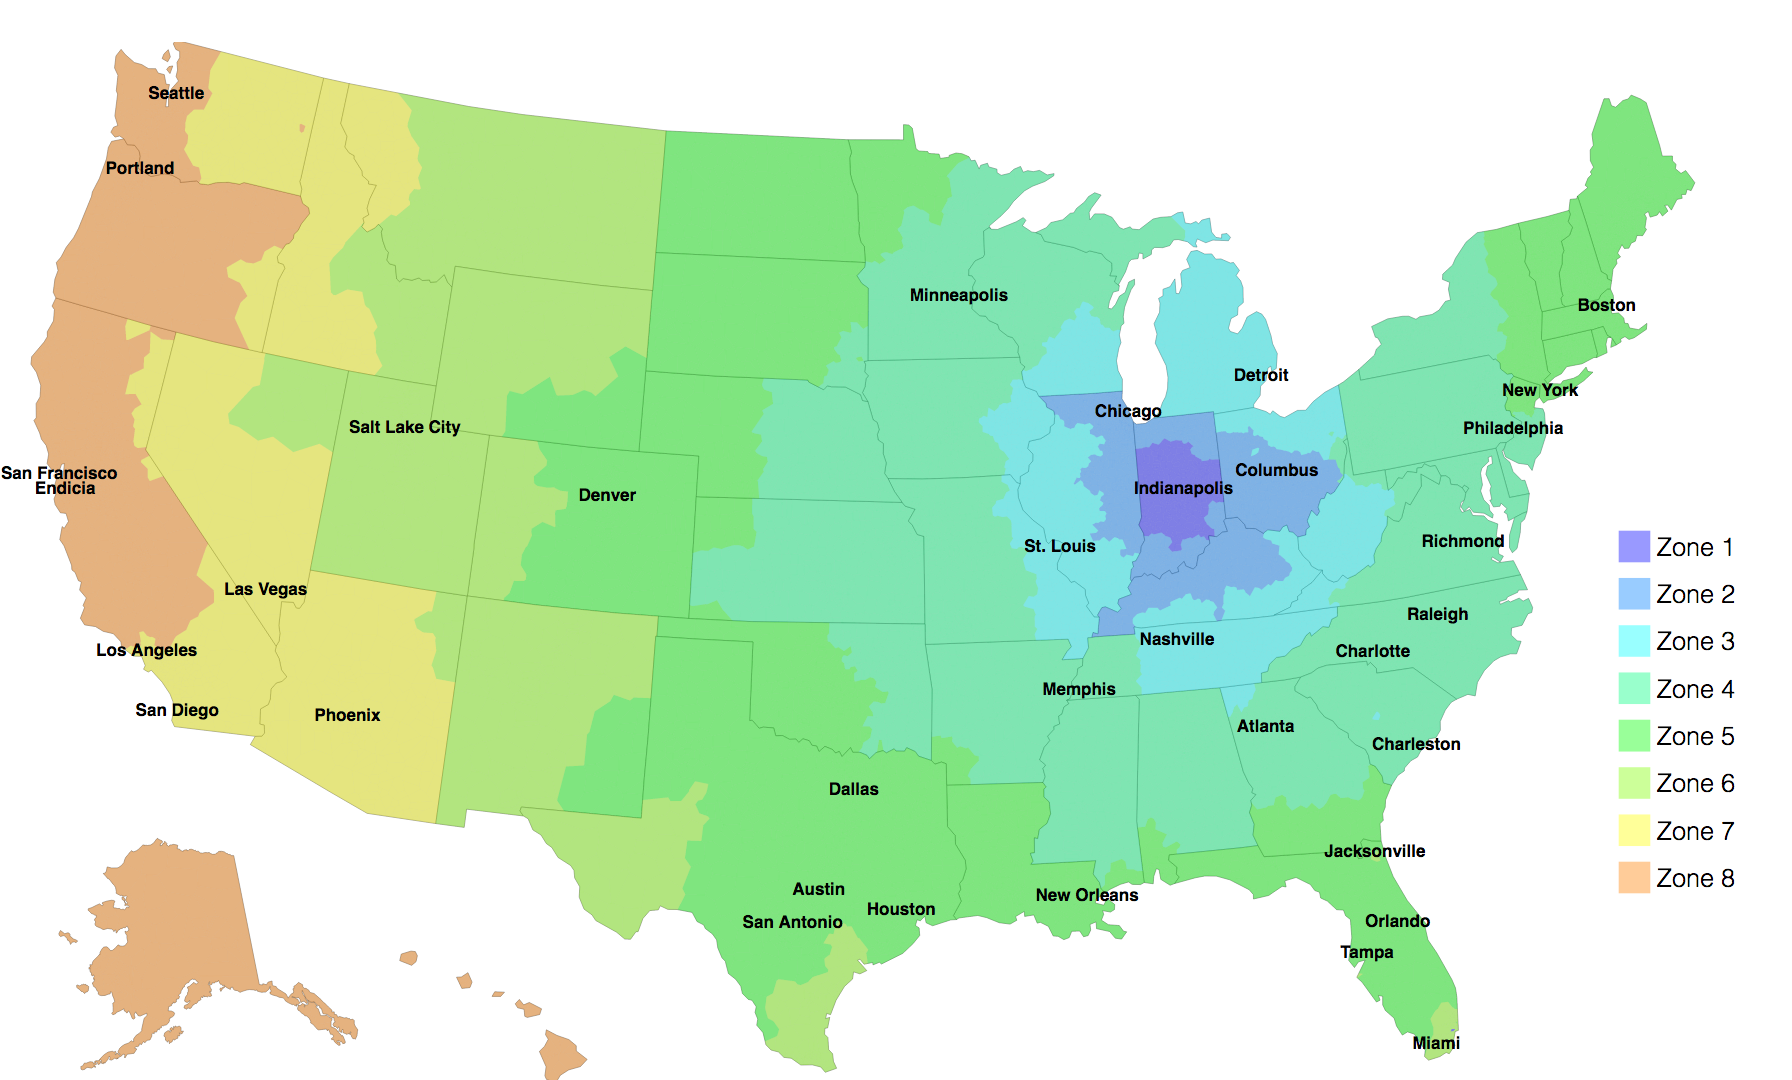 Seattle
Portland
Minneapolis
Boston
Detroit
New York
Chicago
Salt Lake City
Philadelphia
San Francisco
Endicia
Columbus
Indianapolis
Denver
Richmond
St. Louis
Zone 1
Las Vegas
Zone 2
Raleigh
Los Angeles
Nashville
Charlotte
Zone 3
Memphis
Zone 4
San Diego
Phoenix
Atlanta
Charleston
Zone 5
Dallas
Zone 6
Jacksonville
Zone 7
Austin
New Orleans
Zone 8
Houston
San Antonio
Orlando
Tampa
Miami